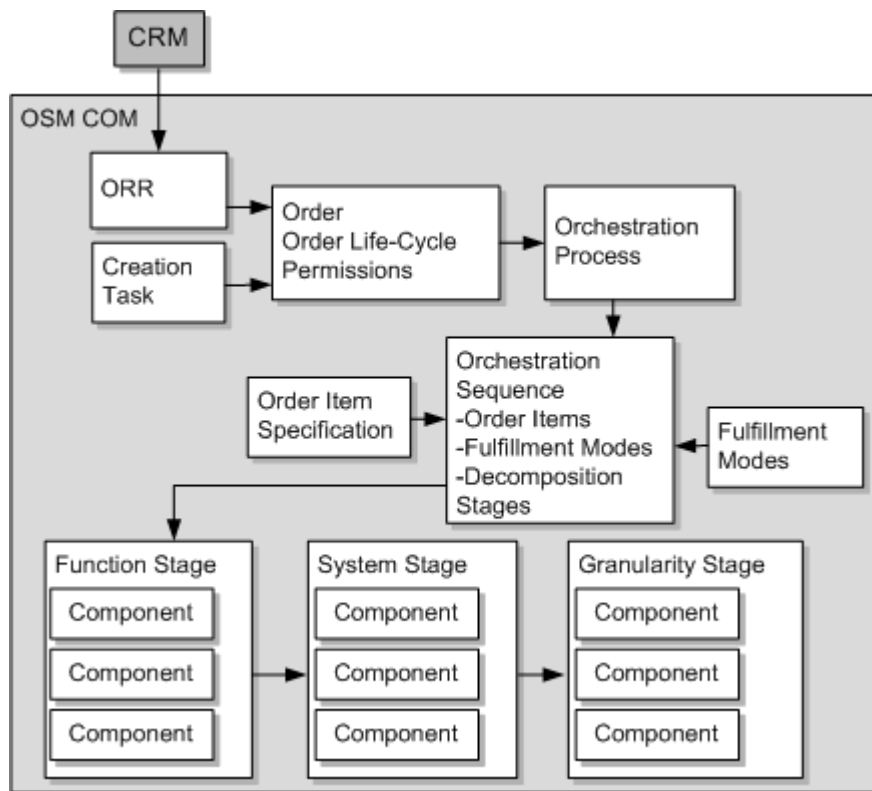 CRM
OSM COM
ORR
Creation
Task
Order
Order Life-Cycle
Permissions
Orchestration
Process
Order Item
Specification
Orchestration
Sequence
-Order Items
-Fulfillment Modes
-Decomposition
Stages
Fulfillment
Modes
Function Stage
Component
Component
Component
System Stage
Component
Component
Component
Granularity Stage
Component
Component
Component